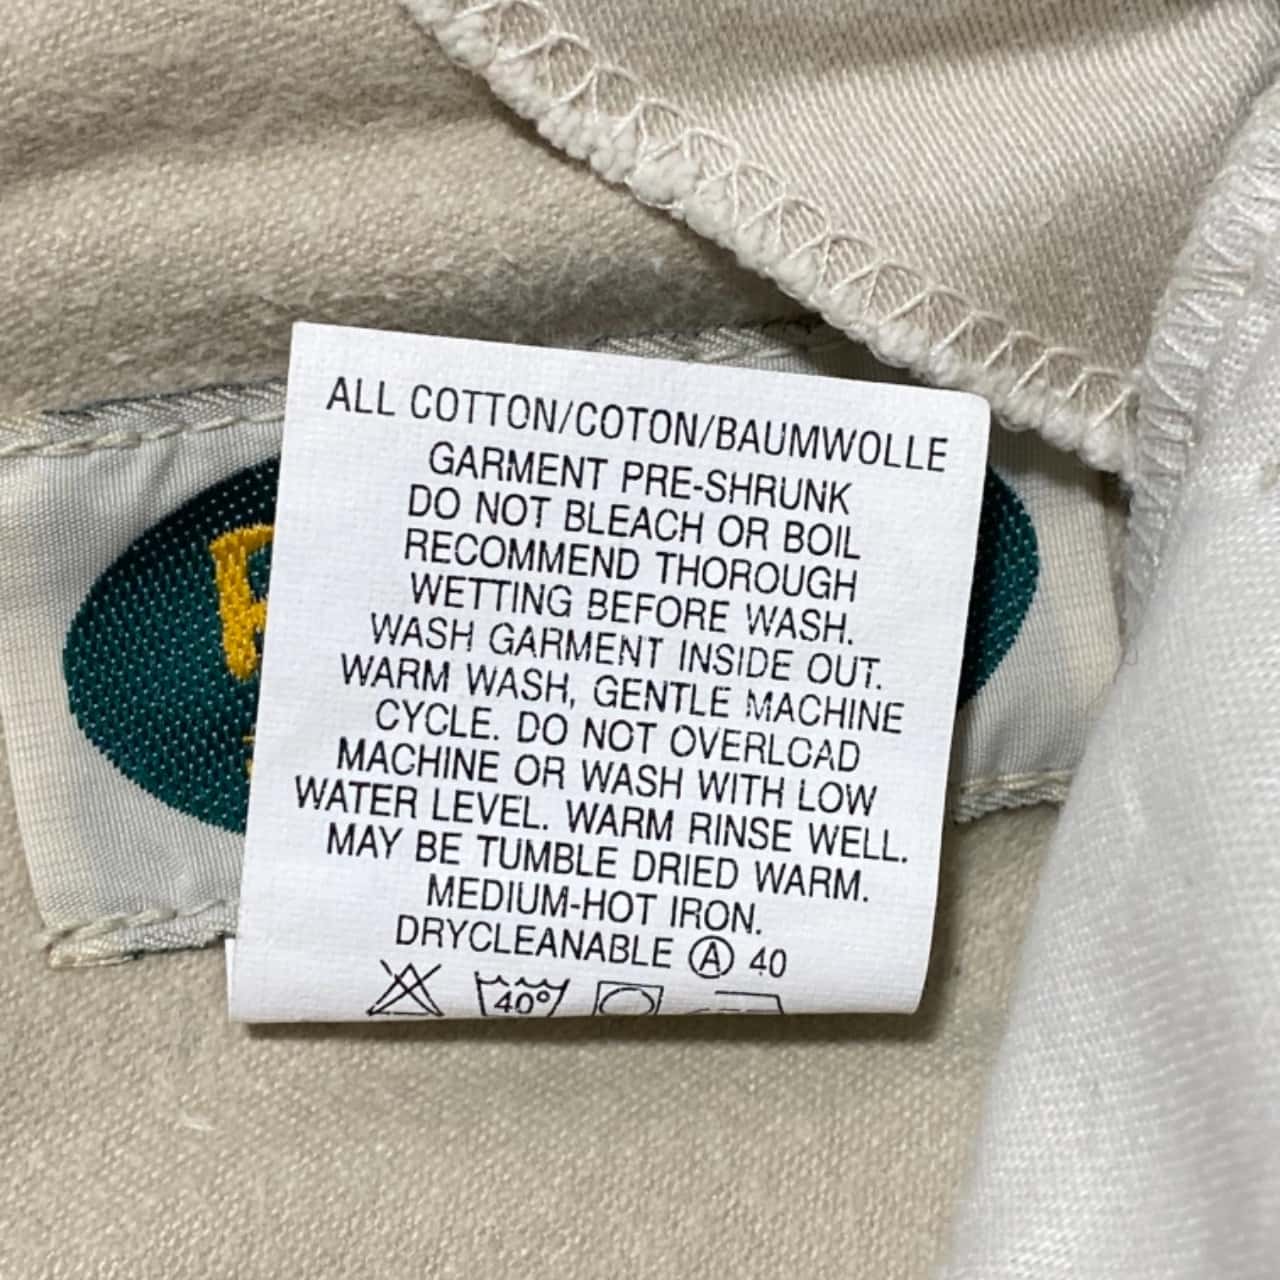 ALL COTTON/COTON/BAUMWOLLE
GARMENT PRE-SHRUNK
DO NOT BLEACH OR BOIL
RECOMMEND THOROUGH
WETTING BEFORE WASH.
WASH GARMENT INSIDE OUT.
WARM WASH, GENTLE MACHINE
CYCLE. DO NOT OVERLOAD
MACHINE OR WASH WITH LOW
WATER LEVEL. WARM RINSE WELL.
MAY BE TUMBLE DRIED WARM.
MEDIUM-HOT IRON.
DRYCLEANABLE Ⓐ 40
40°